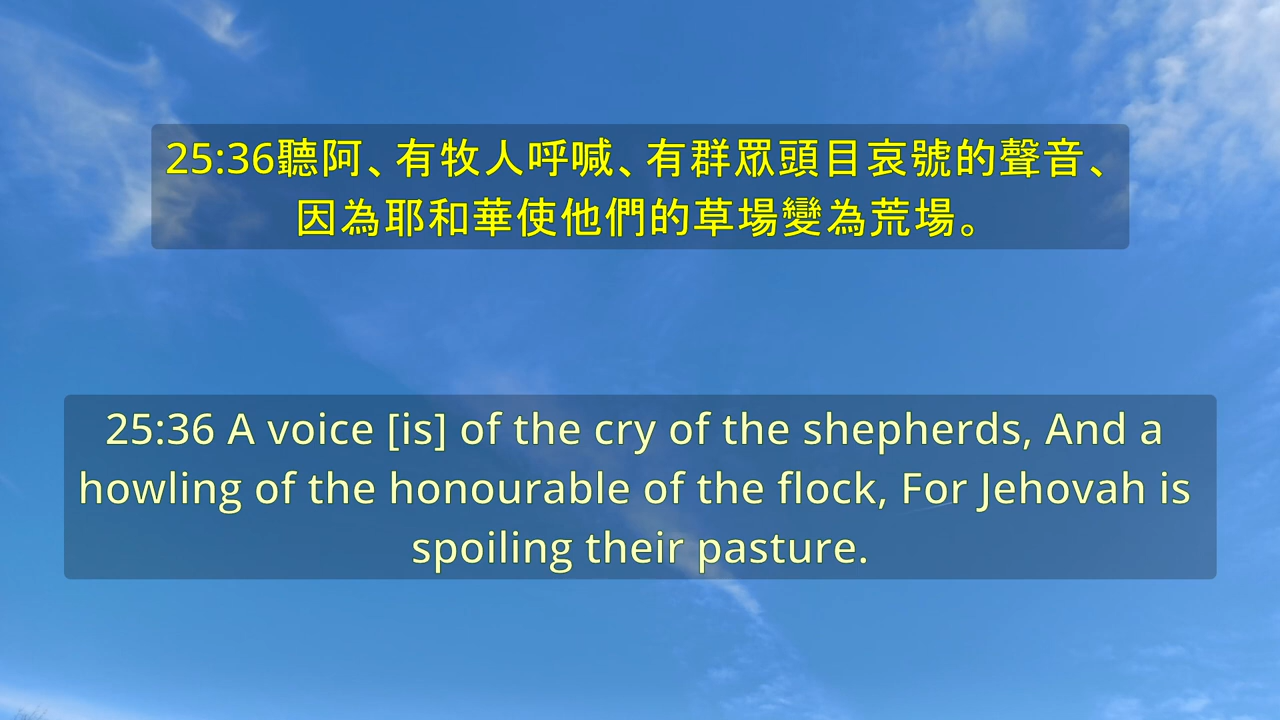 25:36聽阿、有牧人呼喊、有群眾頭目哀號的聲音、
因為耶和華使他們的草場變為荒場。
25:36 A voice [is] of the cry of the shepherds, And a
howling of the honourable of the flock, For Jehovah is
spoiling their pasture.